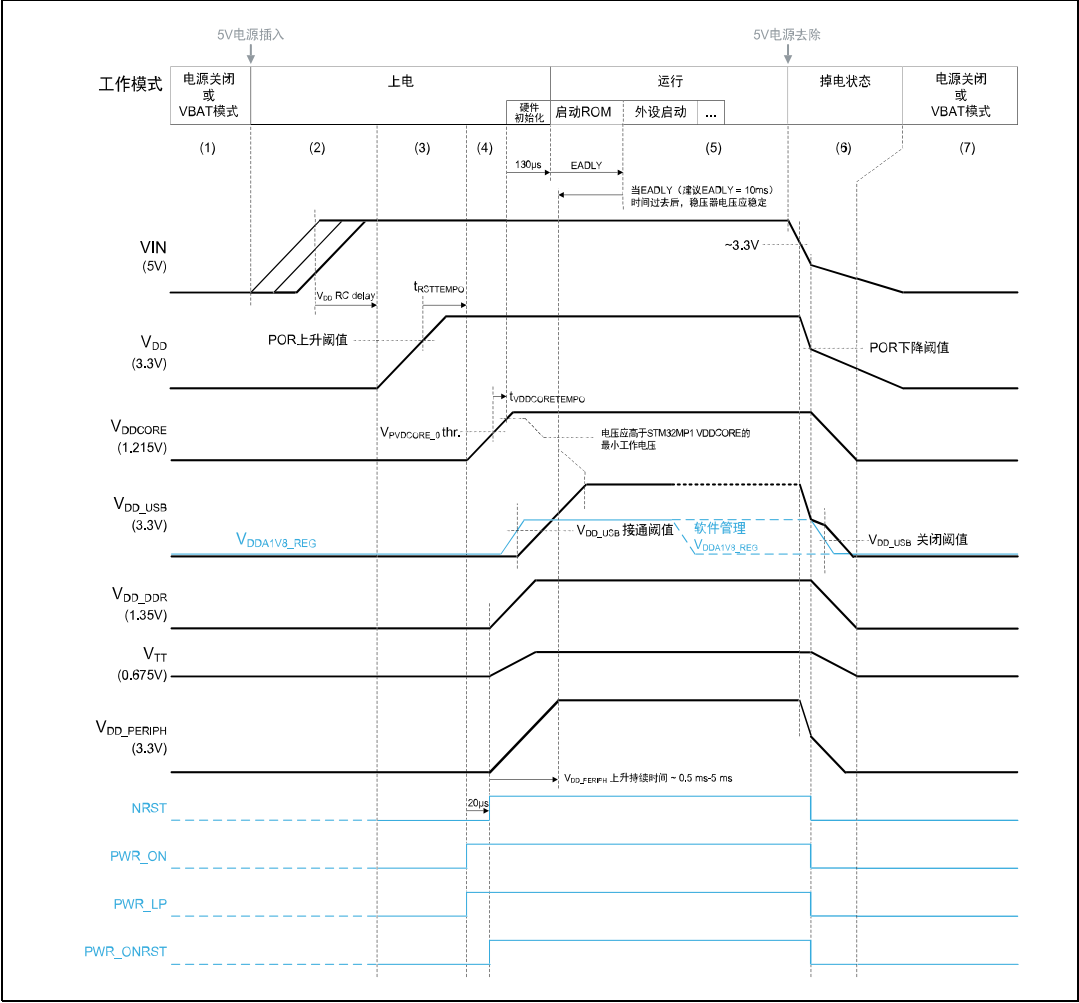 5V电源插入
5V电源去除
工作模式
电源关闭
或
VBAT模式
上电
运行
掉电状态
电源关闭
或
VBAT模式
硬件
初始化
启动ROM
外设启动
...
(1)
(2)
(3)
(4)
(5)
(6)
(7)
130µs
EADLY
当EADLY（建议EADLY = 10ms）
时间过去后，稳压器电压应稳定
VIN
(5V)
~3.3V
VDD RC delay
tRSTTEMPO
VDD
(3.3V)
POR上升阈值
POR下降阈值
tVDDCORETEMPO
VDDCORE
(1.215V)
VPVDCORE_0 thr.
电压应高于STM32MP1 VDDCORE的
最小工作电压
VDD_USB
(3.3V)
VDDA1V8_REG
VDD_USB 接通阈值
软件管理
VDDA1V8_REG
VDD_USB 关闭阈值
VDD_DDR
(1.35V)
VTT
(0.675V)
VDD_PERIPH
(3.3V)
VDD_PERIPH 上升持续时间 ~ 0.5 ms-5 ms
20µs
NRST
PWR_ON
PWR_LP
PWR_ONRST